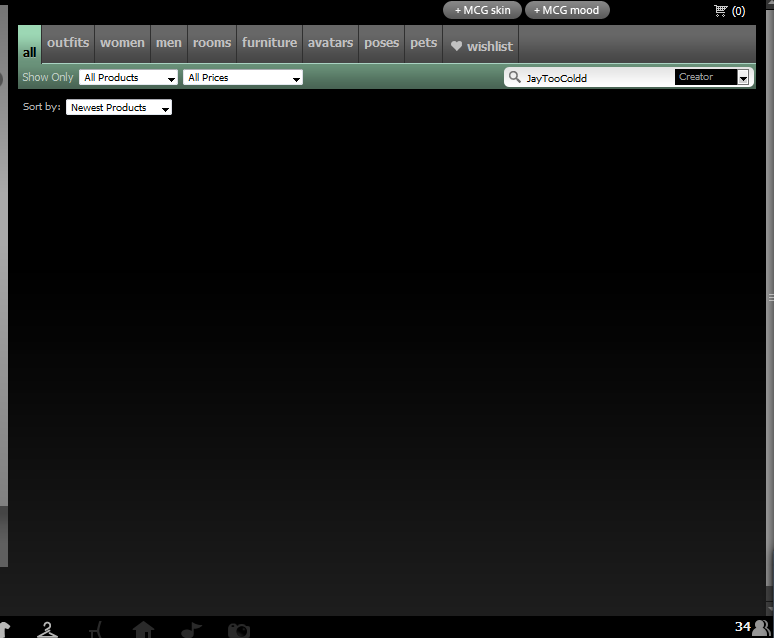 + MCG skin + MCG mood (0)
all outfits women men rooms furniture avatars poses pets wishlist
Show Only All Products All Prices JayTooColdd Creator
Sort by: Newest Products
34